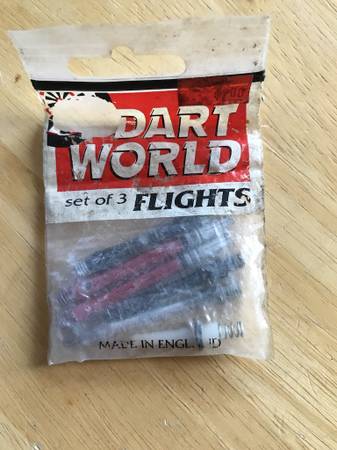 DART
WORLD
set of 3 FLIGHTS
MADE IN ENGLAND